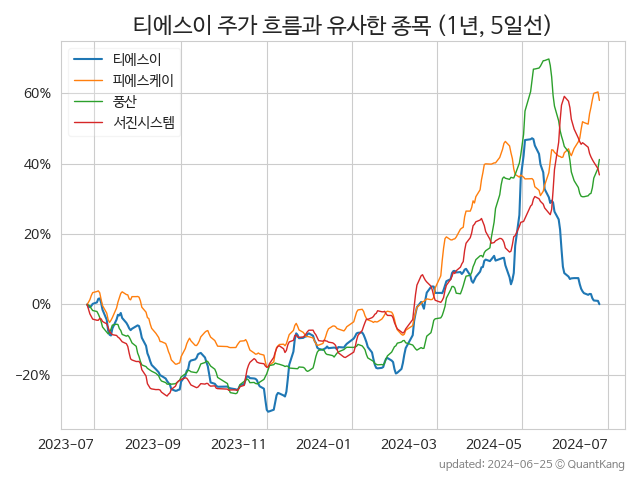 티에스이 주가 흐름과 유사한 종목 (1년, 5일선)
티에스이
피에스케이
풍산
서진시스템
60%
40%
20%
0%
−20%
2023-07 2023-09 2023-11 2024-01 2024-03 2024-05 2024-07
updated: 2024-06-25 © QuantKang